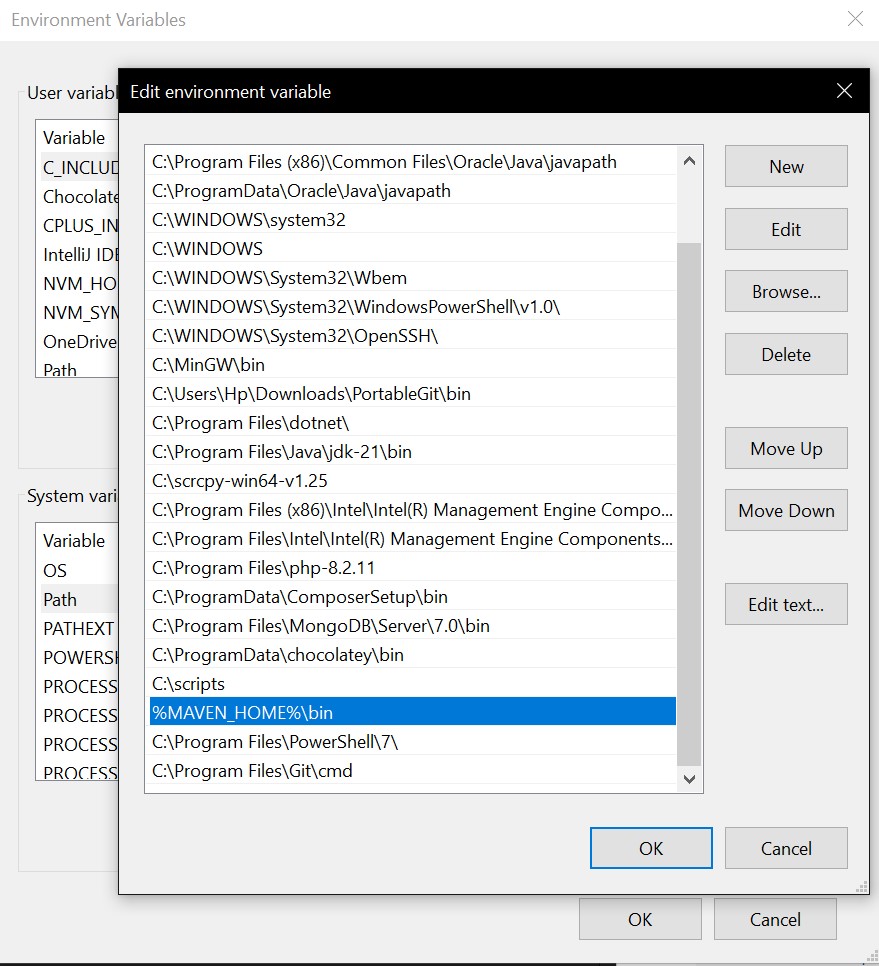 Environment Variables
Edit environment variable
User variabl
Variable
C_INCLUD
Chocolate
CPLUS_IN
IntelliJ IDE
NVM_HO
NVM_SYM
OneDrive
Path
System vari
Variable
OS
Path
PATHEXT
POWERSH
PROCESS
PROCESS
PROCESS
PROCESS
C:\Program Files (x86)\Common Files\Oracle\Java\javapath
C:\ProgramData\Oracle\Java\javapath
C:\WINDOWS\system32
C:\WINDOWS
C:\WINDOWS\System32\Wbem
C:\WINDOWS\System32\WindowsPowerShell\v1.0\
C:\WINDOWS\System32\OpenSSH\
C:\MinGW\bin
C:\Users\Hp\Downloads\PortableGit\bin
C:\Program Files\dotnet\
C:\Program Files\Java\jdk-21\bin
C:\scrcpy-win64-v1.25
C:\Program Files (x86)\Intel\Intel(R) Management Engine Compo...
C:\Program Files\Intel\Intel(R) Management Engine Components...
C:\Program Files\php-8.2.11
C:\ProgramData\ComposerSetup\bin
C:\Program Files\MongoDB\Server\7.0\bin
C:\ProgramData\chocolatey\bin
C:\scripts
%MAVEN_HOME%\bin
C:\Program Files\PowerShell\7\
C:\Program Files\Git\cmd
New
Edit
Browse...
Delete
Move Up
Move Down
Edit text...
OK
Cancel
OK
Cancel